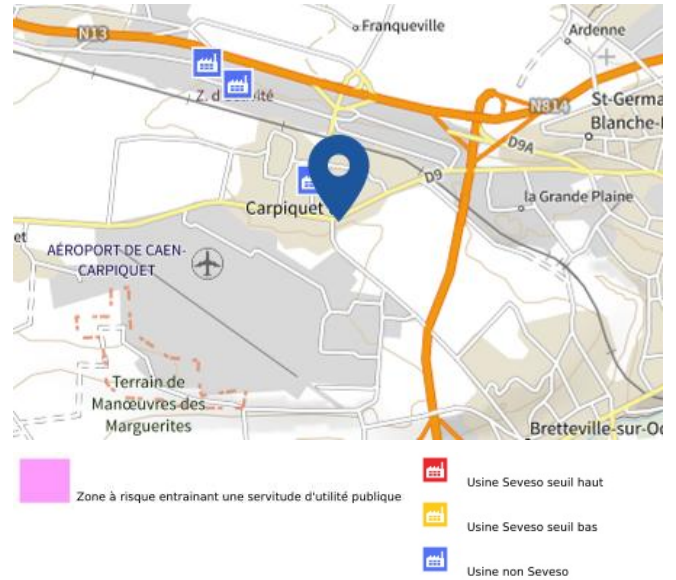 Franqueville
Ardenne
N13
Z. d'activité
N814
St-Germa
Blanche-
D9A
D9
la Grande Plaine
Carpiquet
et
AÉROPORT DE CAEN-
CARPIQUET
Terrain de
Manœuvres des
Marguerites
Bretteville-sur-Od
Zone à risque entrainant une servitude d'utilité publique
Usine Seveso seuil haut
Usine Seveso seuil bas
Usine non Seveso